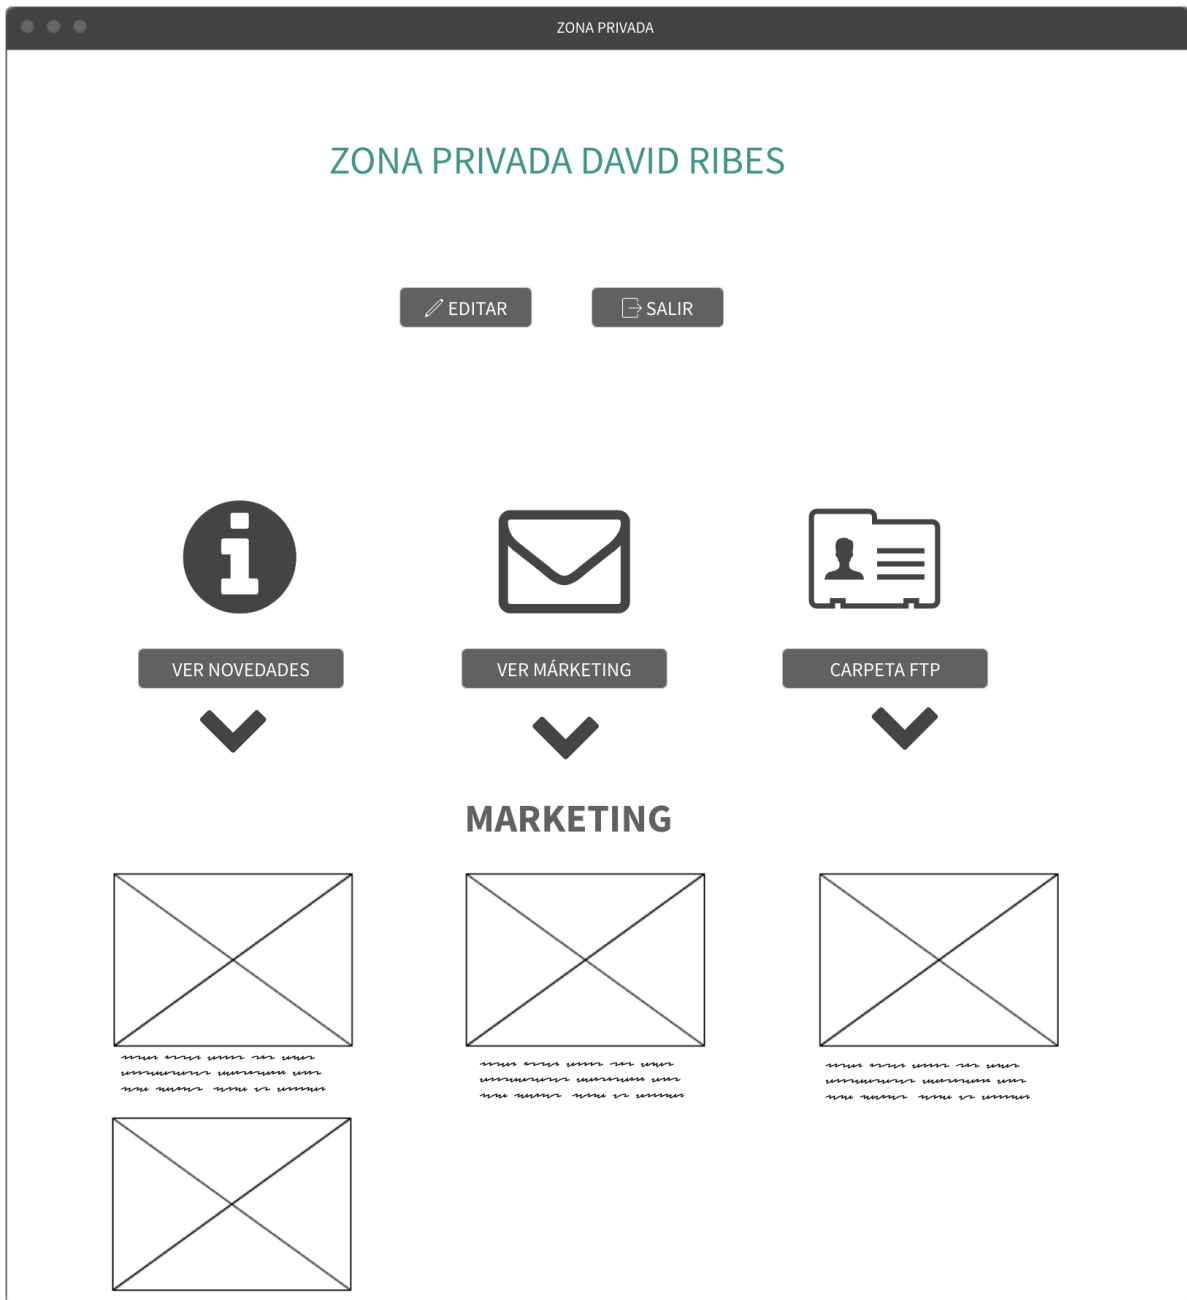 ZONA PRIVADA
ZONA PRIVADA DAVID RIBES
EDITAR
SALIR
VER NOVEDADES
VER MÁRKETING
CARPETA FTP
MARKETING